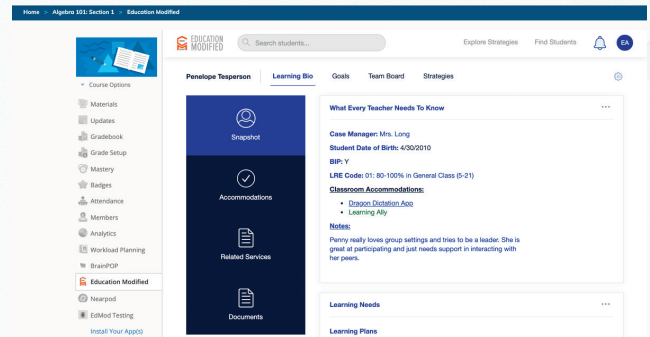 Home > Algebra 101: Section 1 > Education Modified
EDUCATION
MODIFIED
Search students...
Explore Strategies
Find Students
EA
Course Options
Materials
Updates
Gradebook
Grade Setup
Mastery
Badges
Attendance
Members
Analytics
Workload Planning
BrainPOP
Education Modified
Nearpod
EdMod Testing
Install Your App(s)
Penelope Tesperson
Learning Bio
Goals
Team Board
Strategies
Snapshot
Accommodations
Related Services
Documents
What Every Teacher Needs To Know
Case Manager: Mrs. Long
Student Date of Birth: 4/30/2010
BIP: Y
LRE Code: 01: 80-100% in General Class (5-21)
Classroom Accommodations:
Dragon Dictation App
Learning Ally
Notes:
Penny really loves group settings and tries to be a leader. She is
great at participating and just needs support in interacting with
her peers.
Learning Needs
Learning Plans